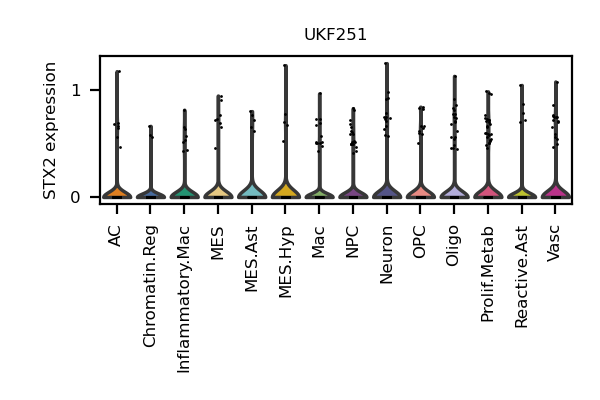 UKF251
STX2 expression
1
0
AC
Chromatin.Reg
Inflammatory.Mac
MES
MES.Ast
MES.Hyp
Mac
NPC
Neuron
OPC
Oligo
Prolif.Metab
Reactive.Ast
Vasc